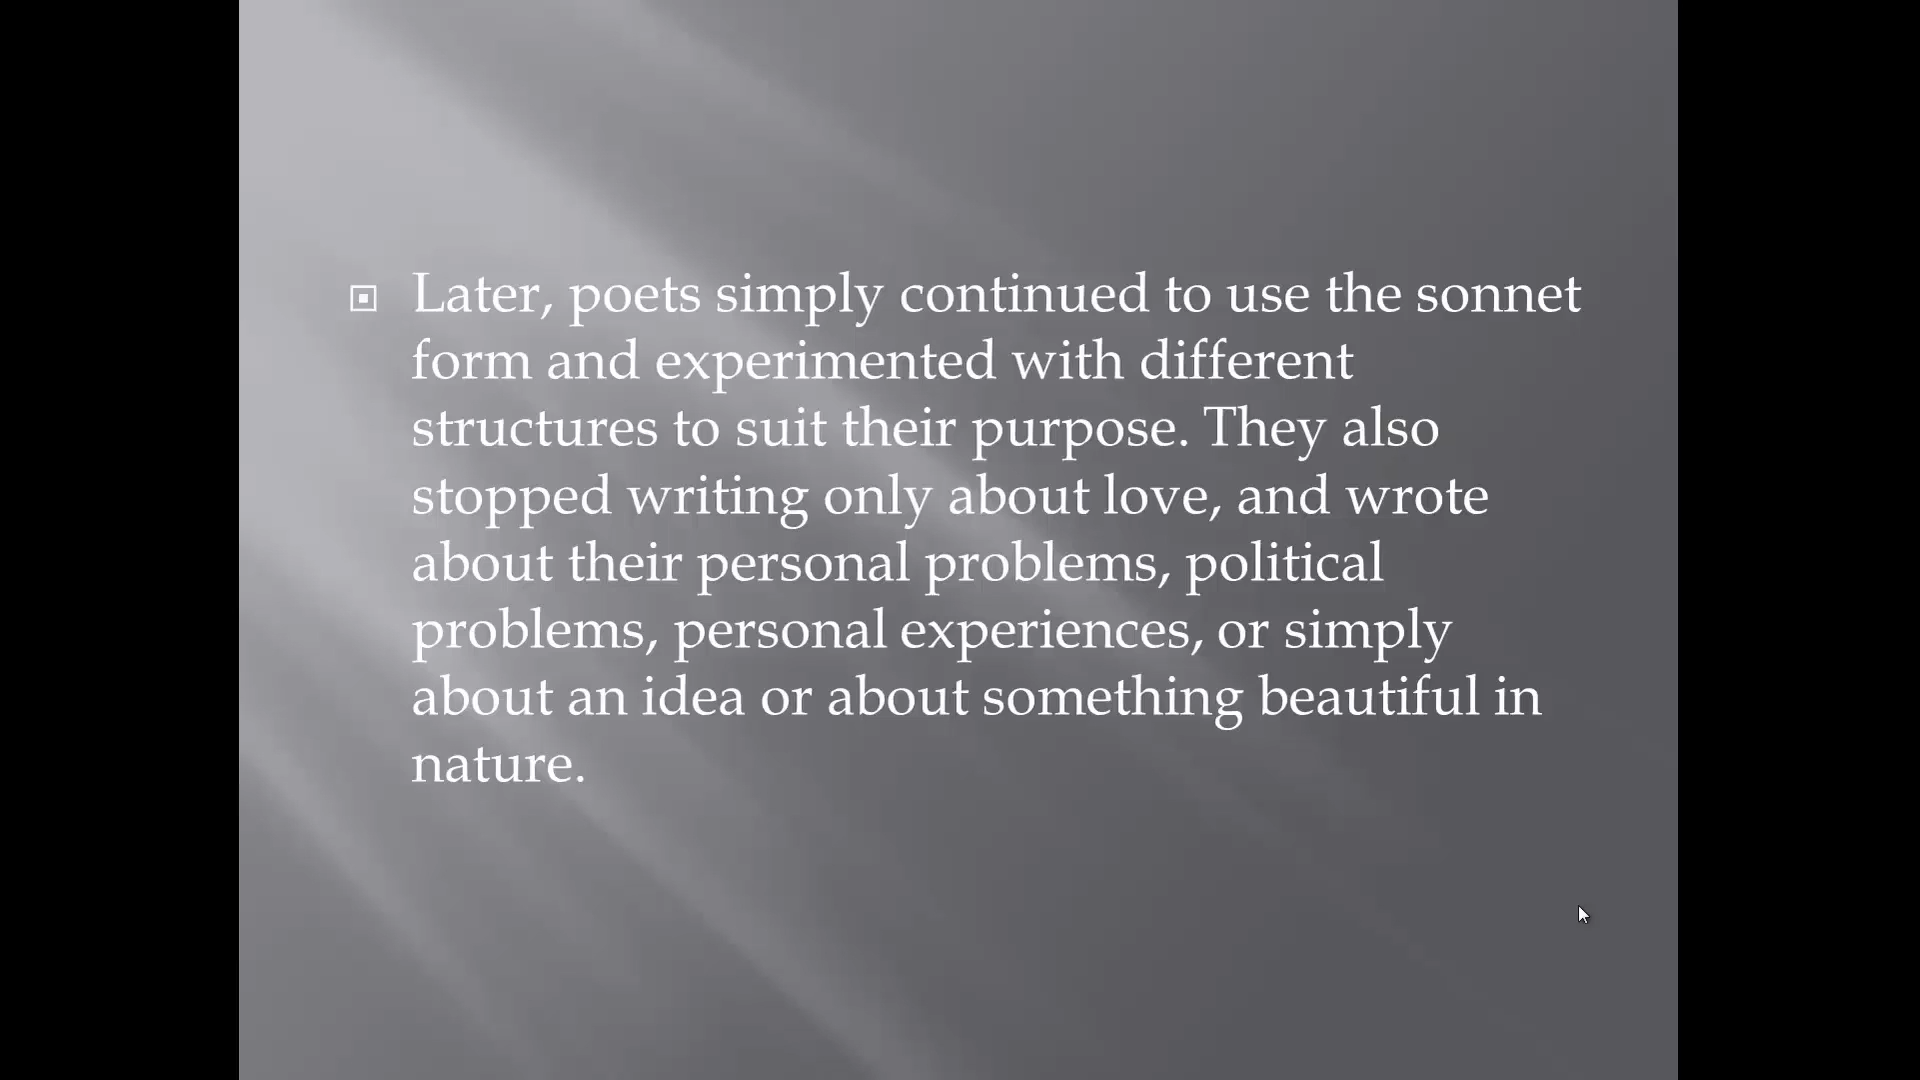 Later, poets simply continued to use the sonnet
form and experimented with different
structures to suit their purpose. They also
stopped writing only about love, and wrote
about their personal problems, political
problems, personal experiences, or simply
about an idea or about something beautiful in
nature.